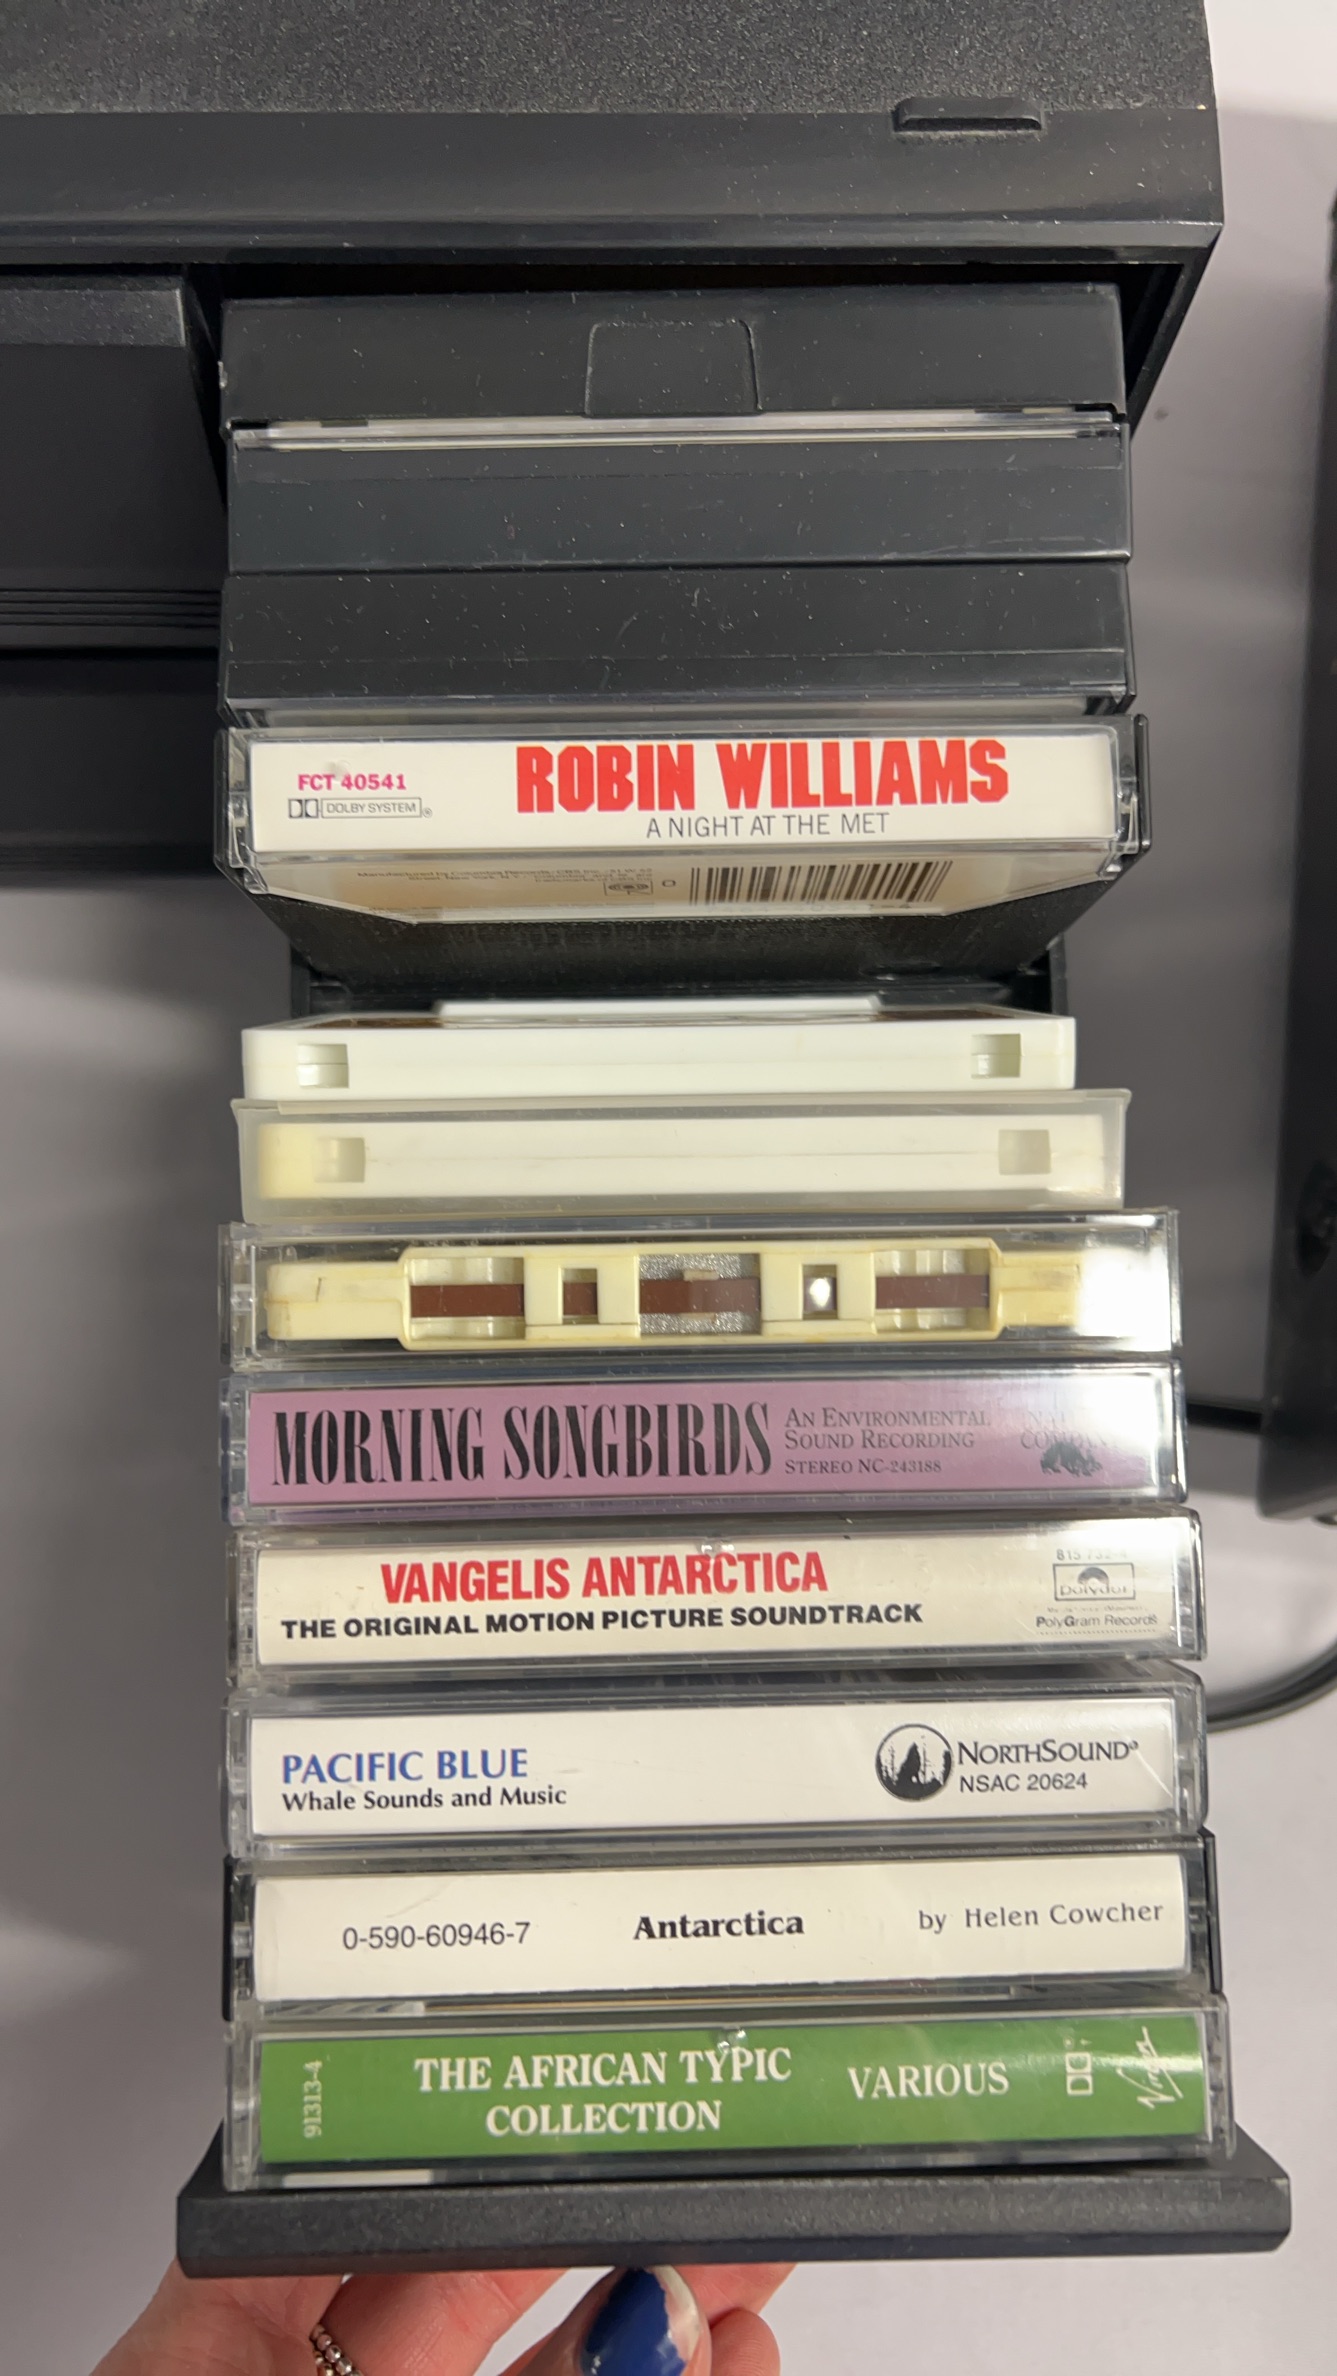 FCT 40541
DOLBY SYSTEM®
ROBIN WILLIAMS
A NIGHT AT THE MET
MORNING SONGBIRDS
AN ENVIRONMENTAL
SOUND RECORDING
STEREO NC-243188
VANGELIS ANTARCTICA
THE ORIGINAL MOTION PICTURE SOUNDTRACK
Polydor
PolyGram Records
PACIFIC BLUE
Whale Sounds and Music
NORTHSOUND®
NSAC 20624
0-590-60946-7 Antarctica by Helen Cowcher
91313-4
THE AFRICAN TYPIC
COLLECTION
VARIOUS
Virgin